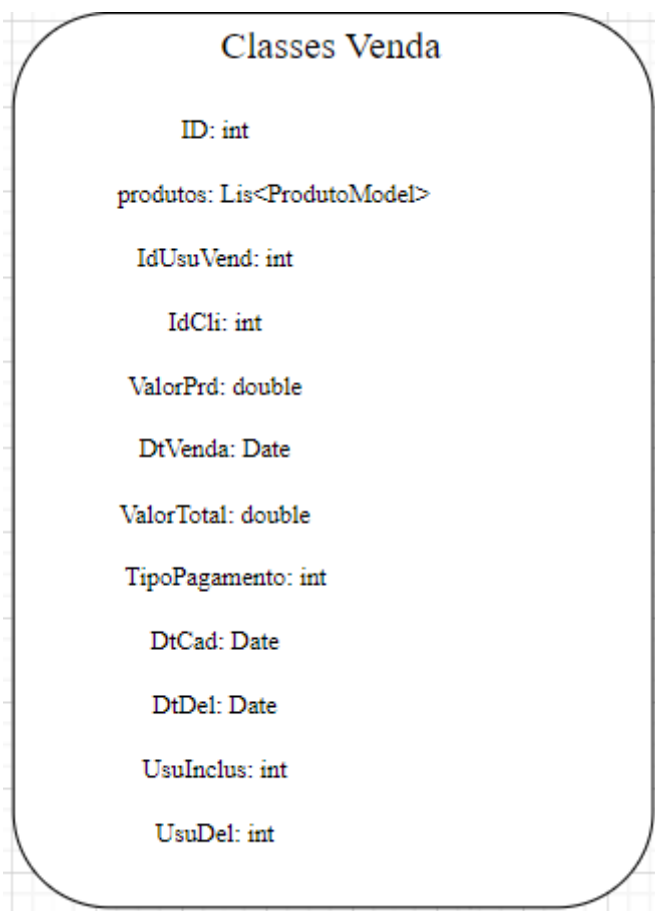 Classes Venda
ID: int
produtos: Lis<ProdutoModel>
IdUsuVend: int
IdCli: int
ValorPrd: double
DtVenda: Date
ValorTotal: double
TipoPagamento: int
DtCad: Date
DtDel: Date
UsuInclus: int
UsuDel: int